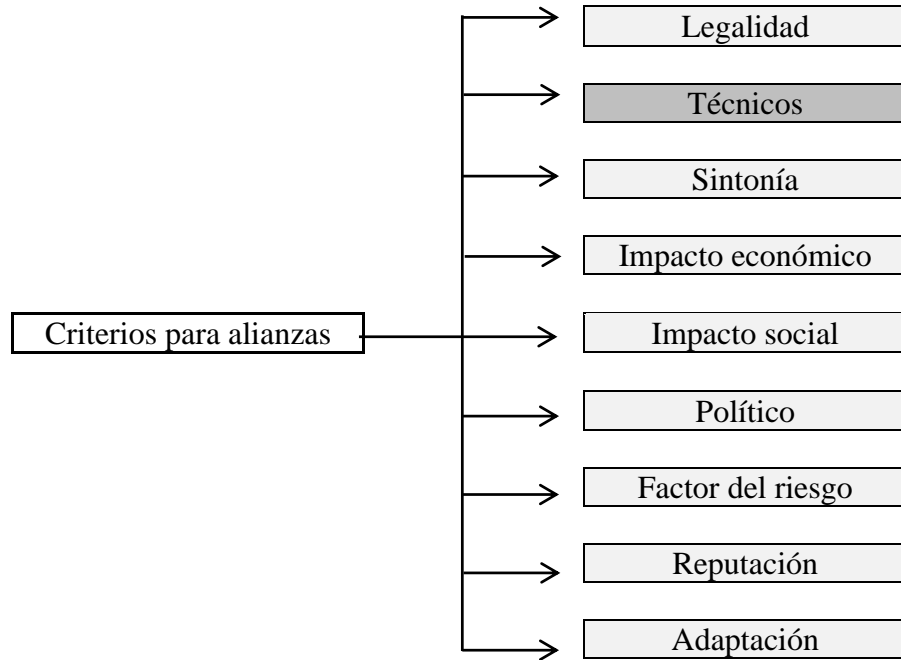 Legalidad
Técnicos
Sintonía
Impacto económico
Criterios para alianzas
Impacto social
Político
Factor del riesgo
Reputación
Adaptación